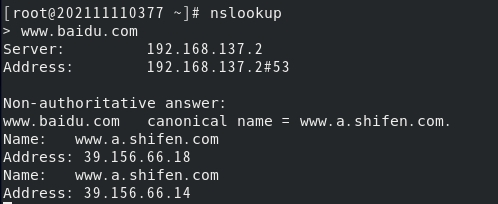 [root@202111110377 ~]# nslookup
> www.baidu.com
Server:         192.168.137.2
Address:        192.168.137.2#53

Non-authoritative answer:
www.baidu.com   canonical name = www.a.shifen.com.
Name:   www.a.shifen.com
Address: 39.156.66.18
Name:   www.a.shifen.com
Address: 39.156.66.14